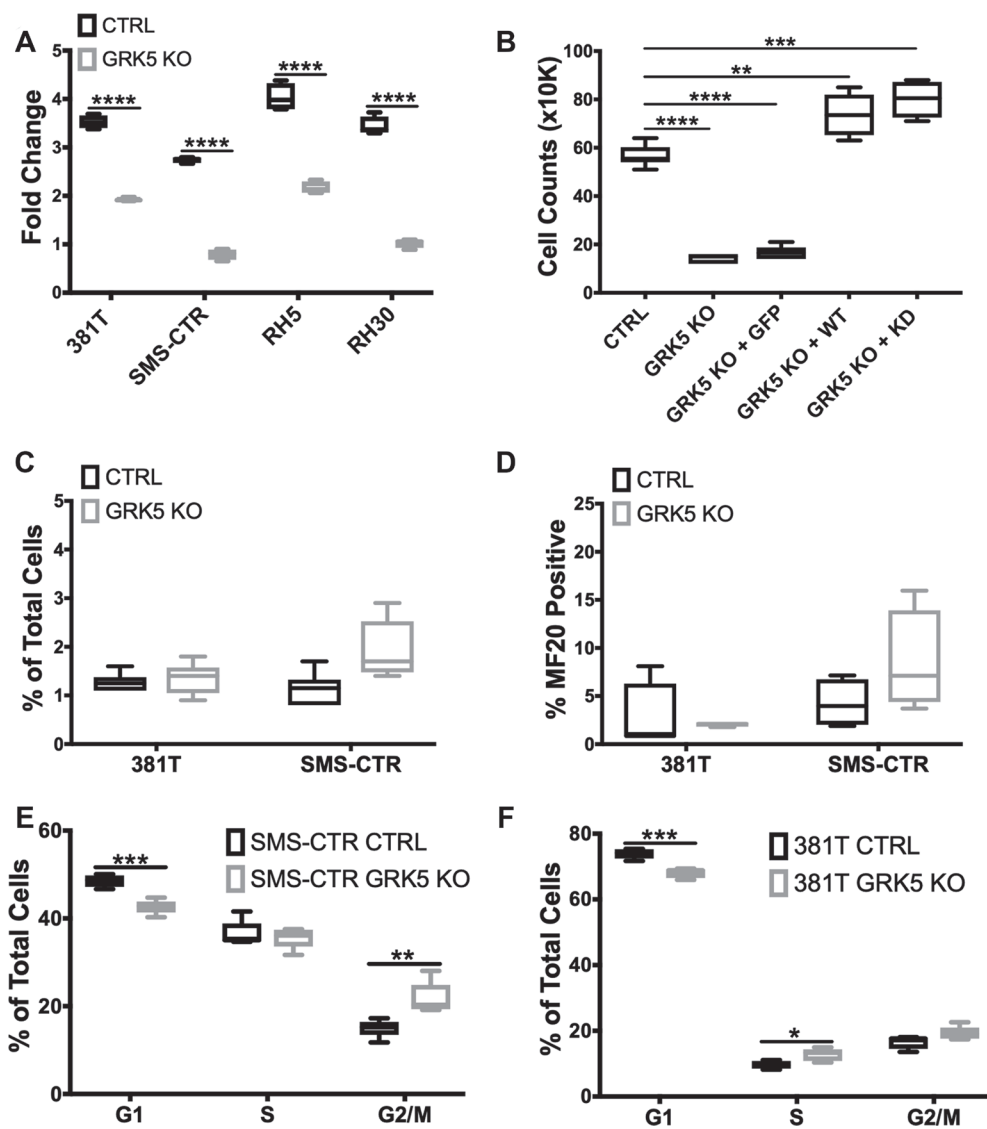 A
CTRL
GRK5 KO
Fold Change
5
4
3
2
1
0
****
****
****
****
381T
SMS-CTR
RH5
RH30
B
Cell Counts (x10K)
100
80
60
40
20
0
***
**
****
****
CTRL
GRK5 KO
GRK5 KO + GFP
GRK5 KO + WT
GRK5 KO + KD
C
CTRL
GRK5 KO
% of Total Cells
5
4
3
2
1
0
381T
SMS-CTR
D
CTRL
GRK5 KO
% MF20 Positive
25
20
15
10
5
0
381T
SMS-CTR
E
SMS-CTR CTRL
SMS-CTR GRK5 KO
% of Total Cells
60
40
20
0
***
**
G1
S
G2/M
F
381T CTRL
381T GRK5 KO
% of Total Cells
80
60
40
20
0
***
*
G1
S
G2/M